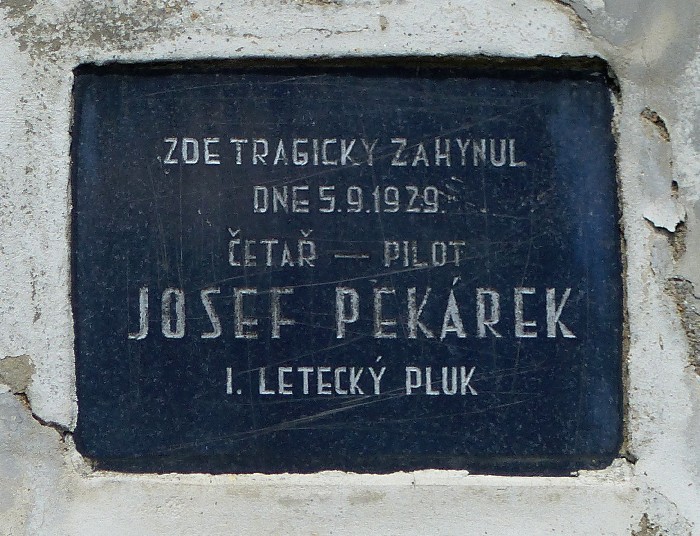 ZDE TRAGICKY ZAHYNUL
DNE 5.9.1929.
ČETAŘ — PILOT
JOSEF PEKÁREK
I. LETECKÝ PLUK